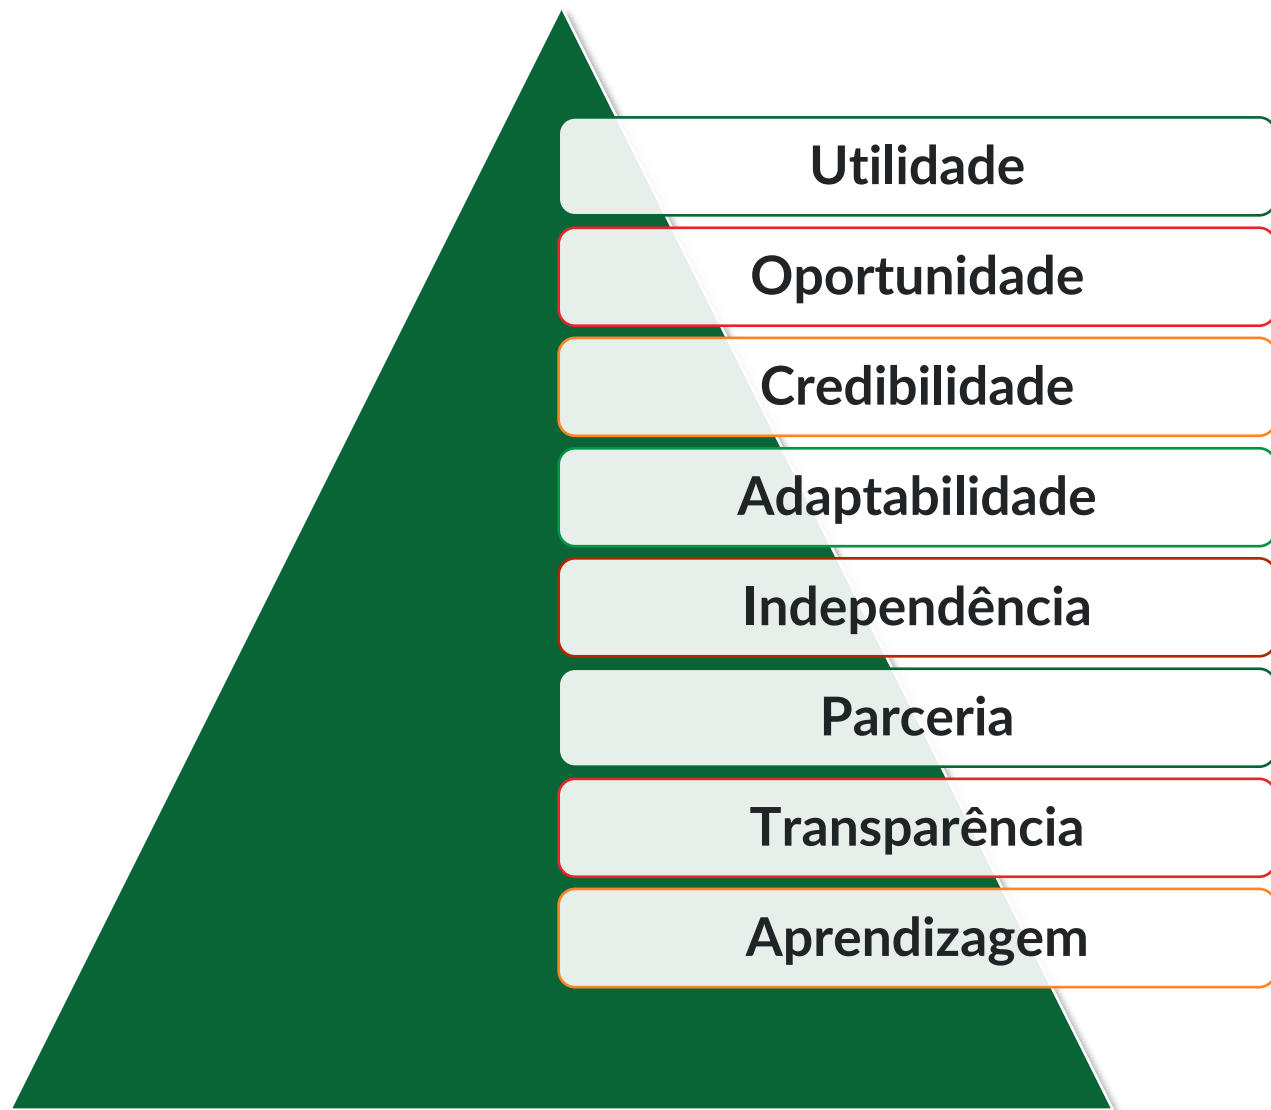 Utilidade
Oportunidade
Credibilidade
Adaptabilidade
Independência
Parceria
Transparência
Aprendizagem